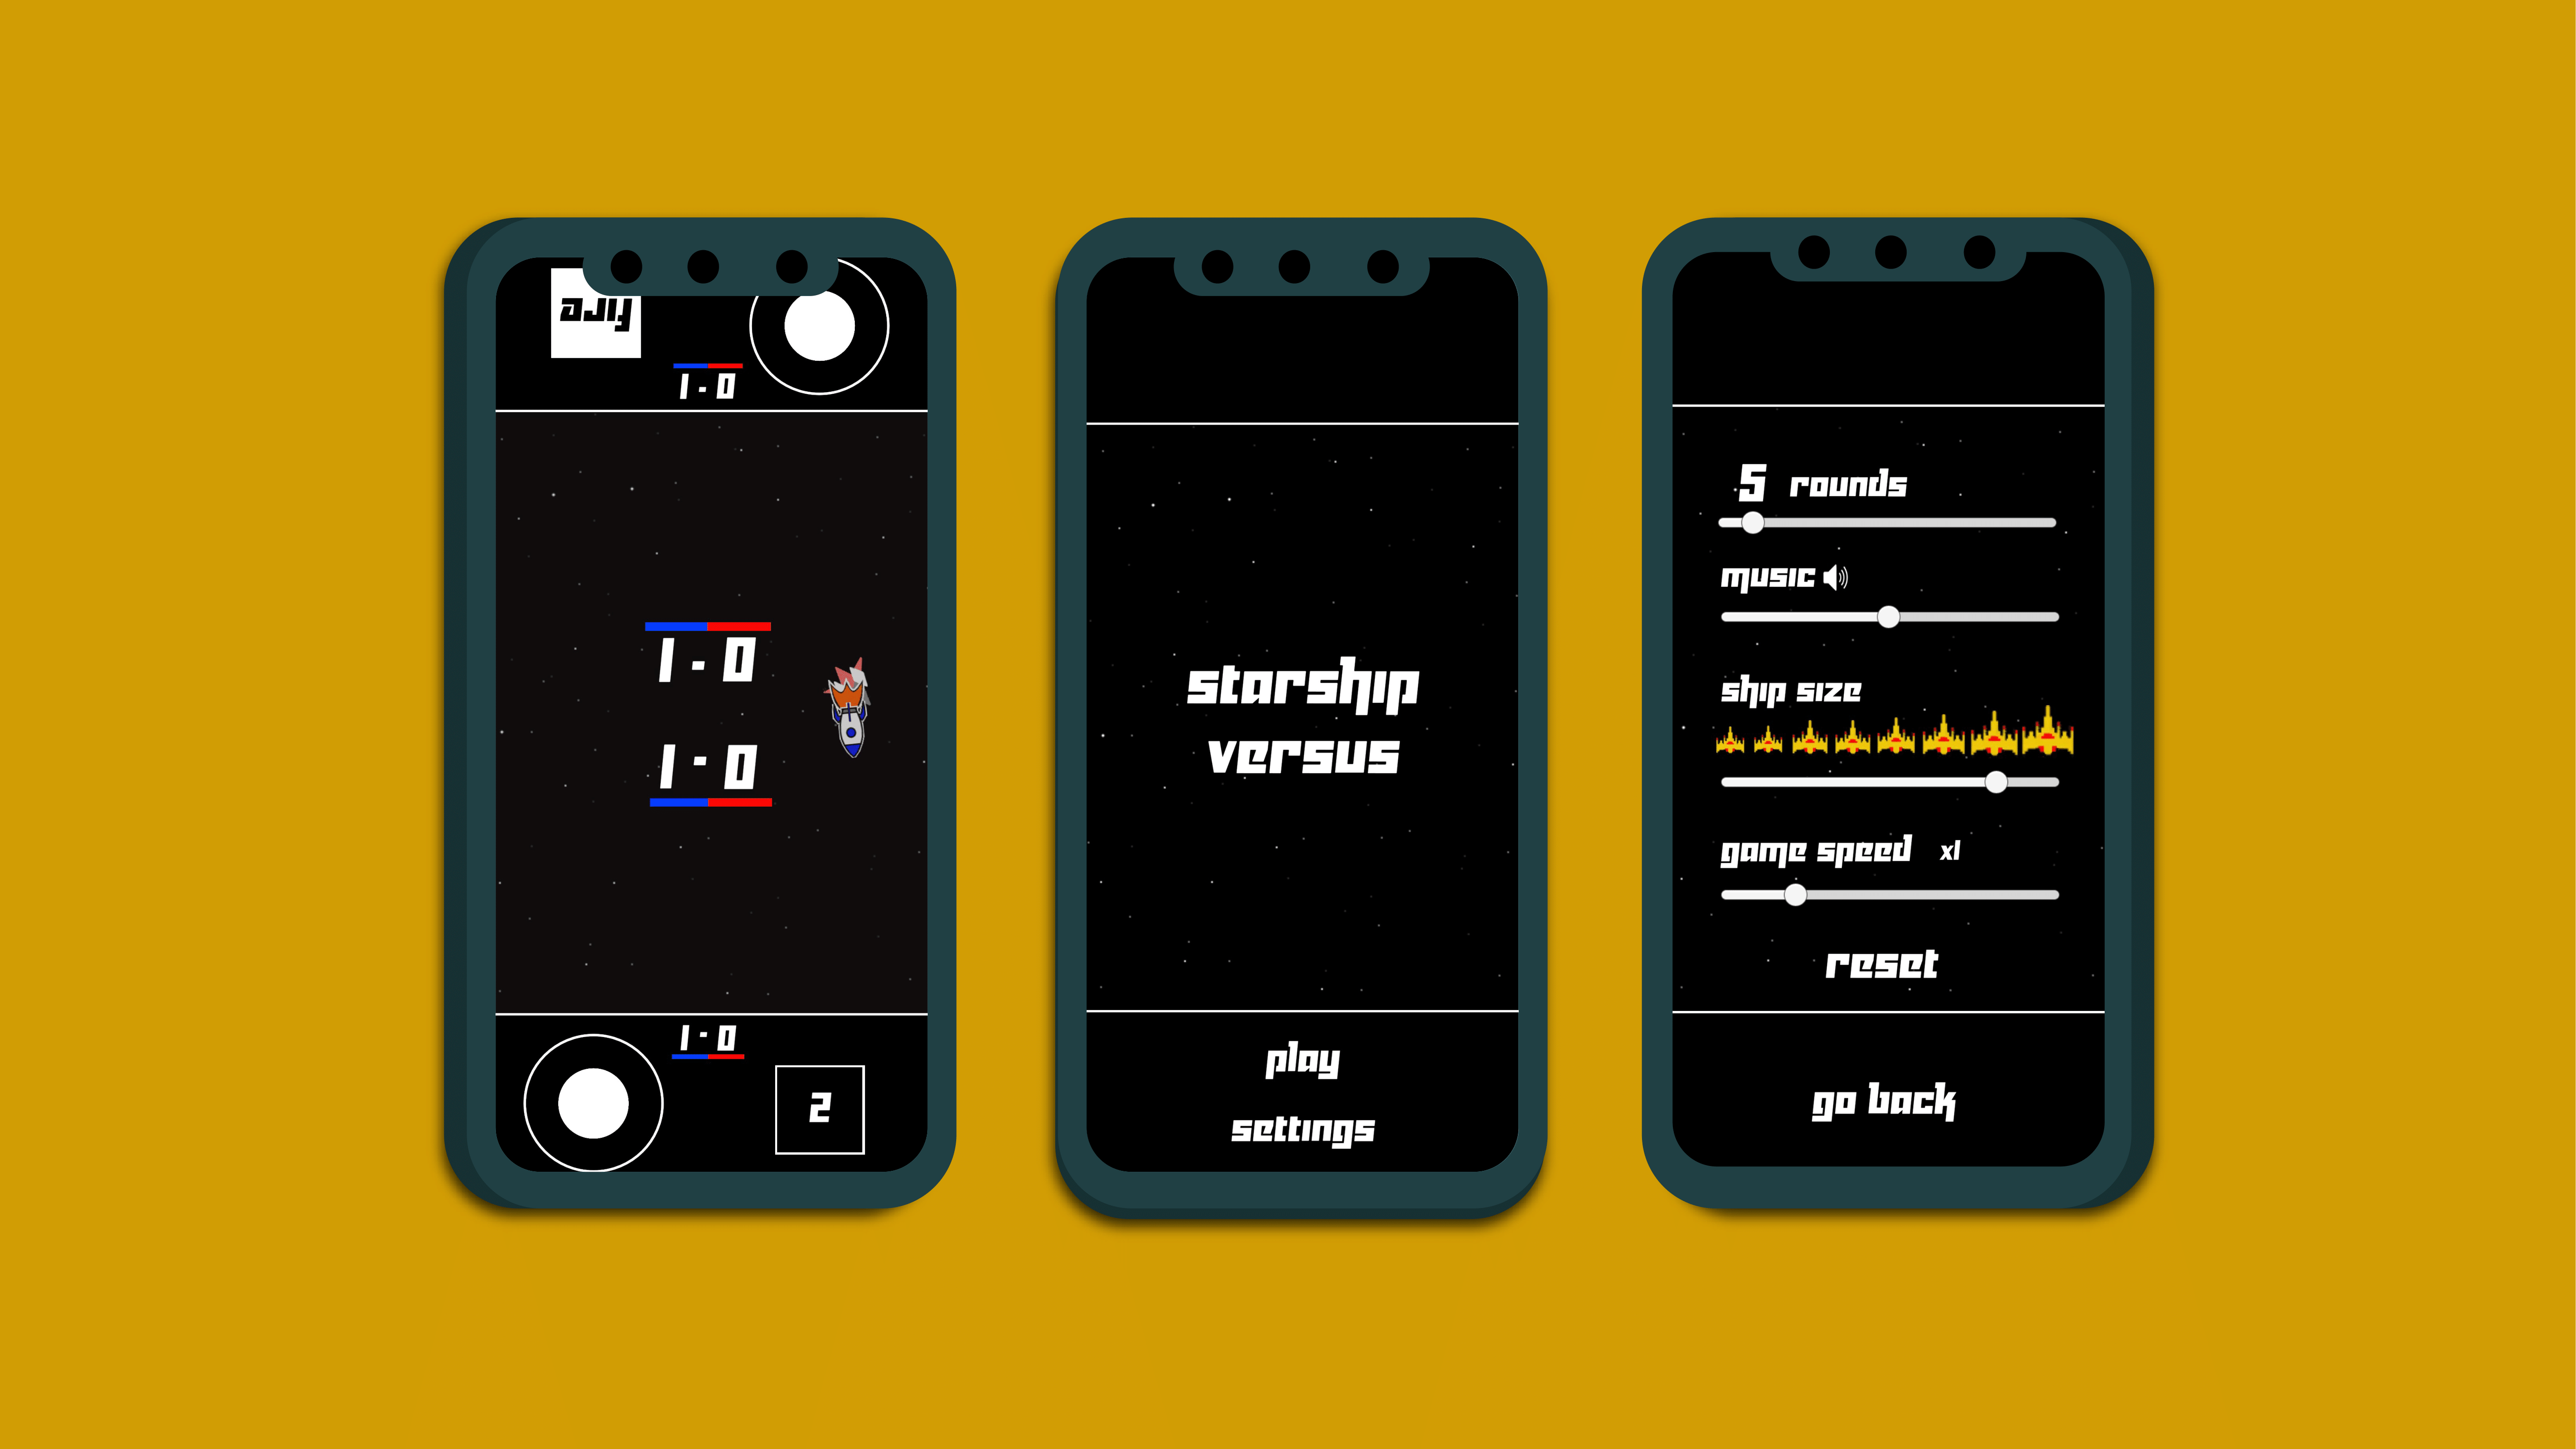 fire
1 - 0
1 - 0
1 - 0
1 - 0
2
starship
versus
play
settings
5 rounds
music
ship size
game speed x1
reset
go back